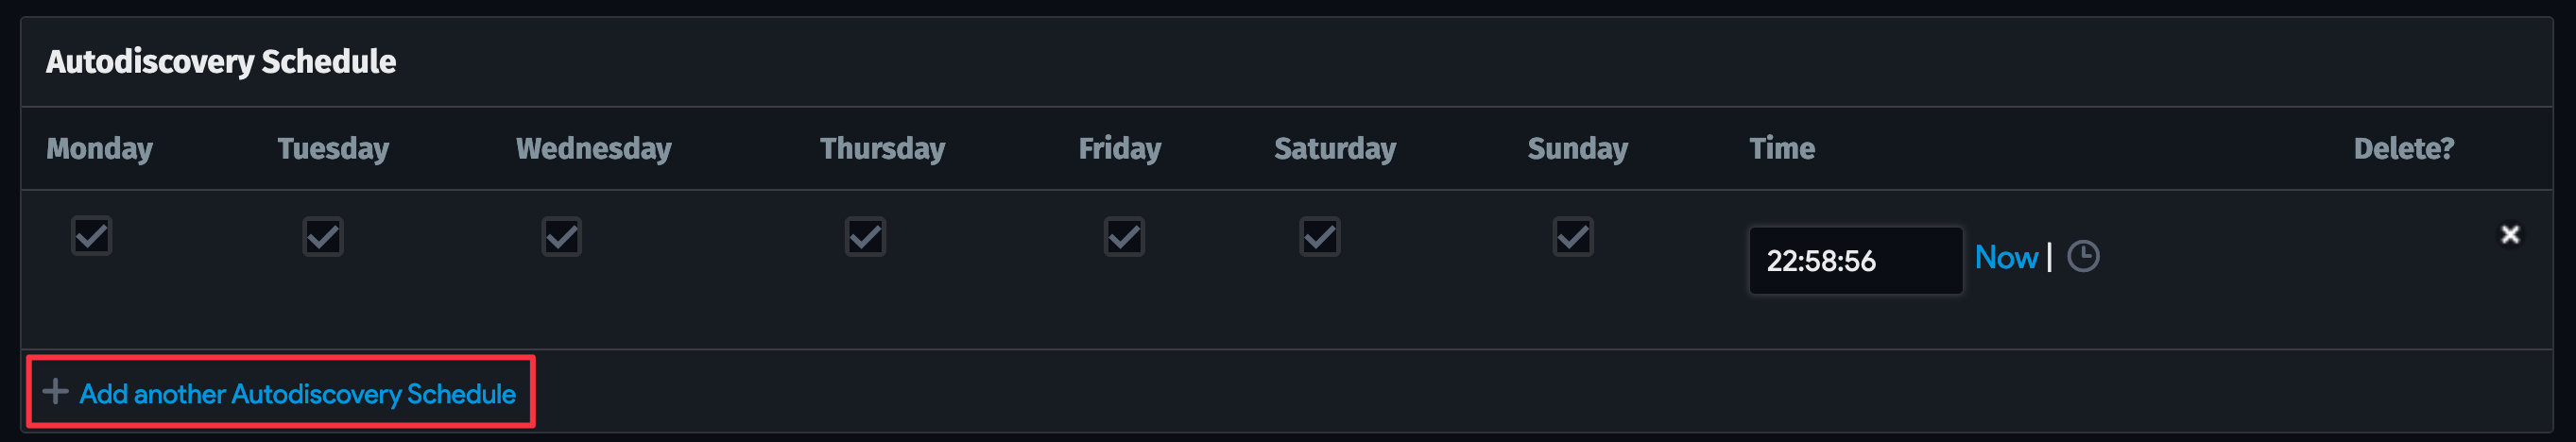 Autodiscovery Schedule
Monday Tuesday Wednesday Thursday Friday Saturday Sunday Time Delete?
22:58:56 Now |
Add another Autodiscovery Schedule